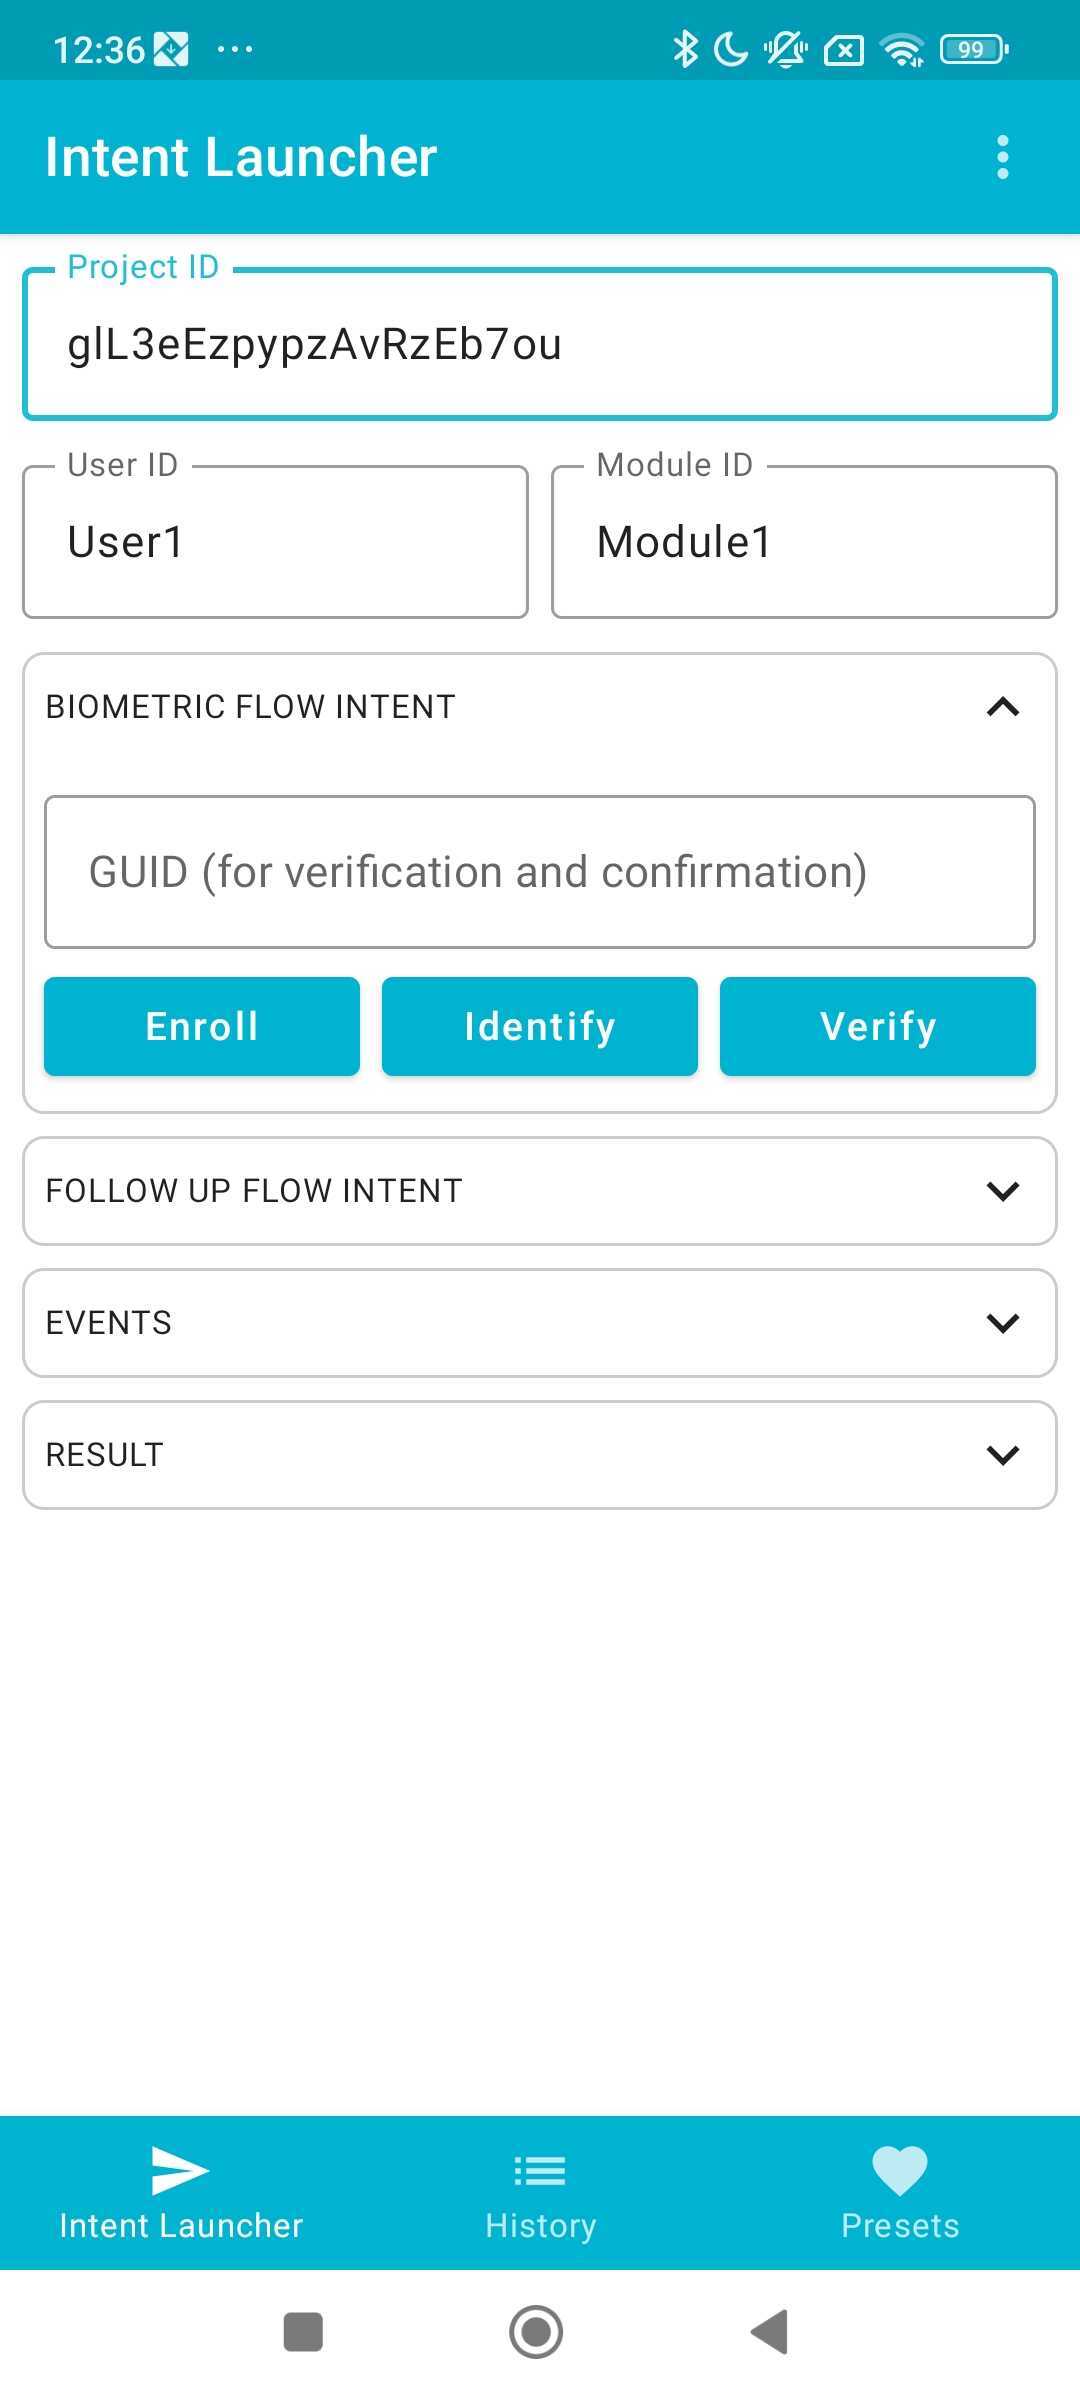 12:36
99
Intent Launcher
Project ID
glL3eEzpypzAvRzEb7ou
User ID
Module ID
User1
Module1
BIOMETRIC FLOW INTENT
GUID (for verification and confirmation)
Enroll
Identify
Verify
FOLLOW UP FLOW INTENT
EVENTS
RESULT
Intent Launcher
History
Presets